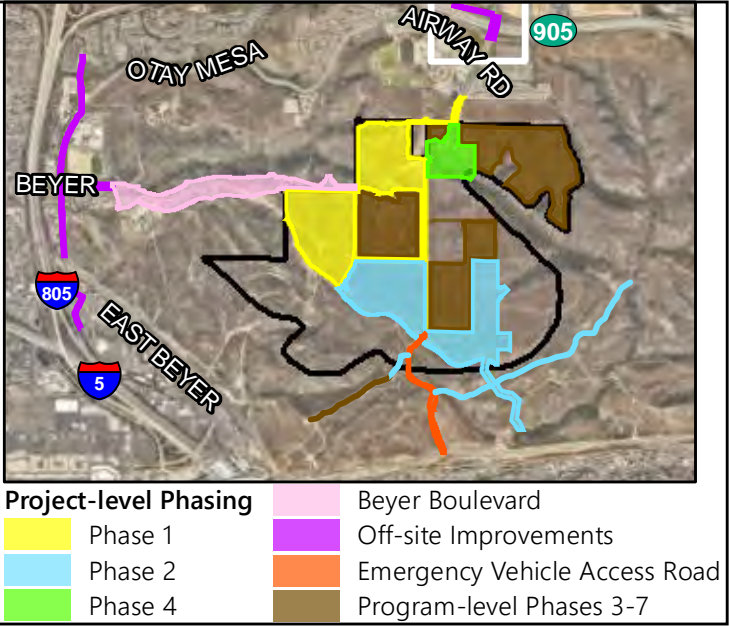 AIRWAY RD
905
OTAY MESA
BEYER
805
EAST BEYER
5
Project-level Phasing
Phase 1
Phase 2
Phase 4
Beyer Boulevard
Off-site Improvements
Emergency Vehicle Access Road
Program-level Phases 3-7